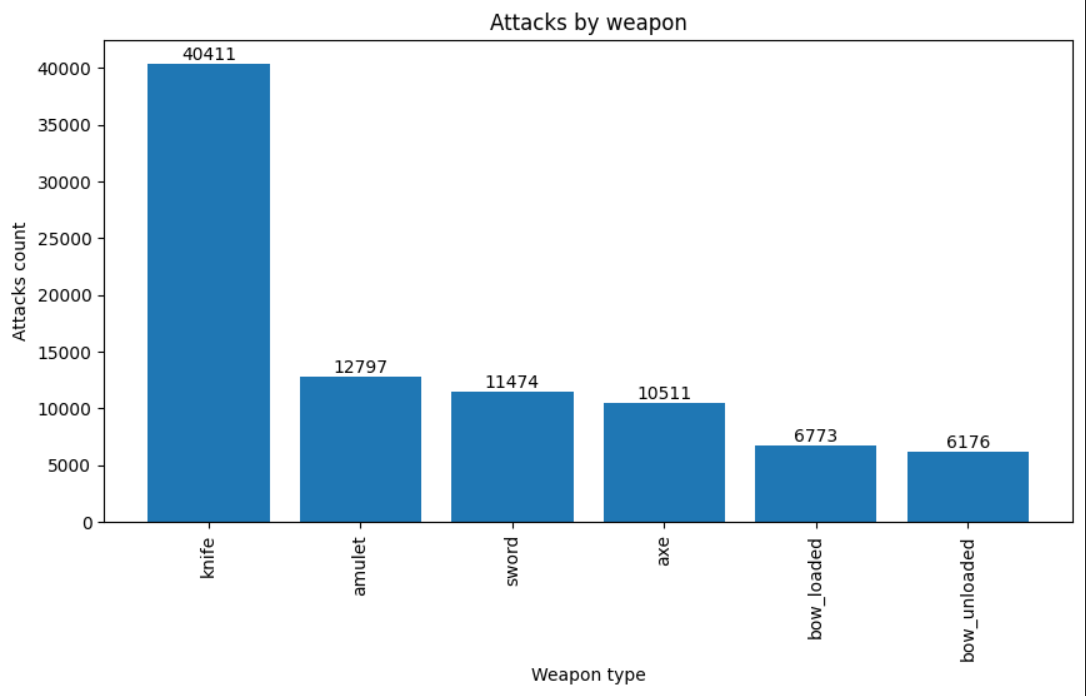 Attacks by weapon
Attacks count
40000
35000
30000
25000
20000
15000
10000
5000
0
40411
12797
11474
10511
6773
6176
knife
amulet
sword
axe
bow_loaded
bow_unloaded
Weapon type